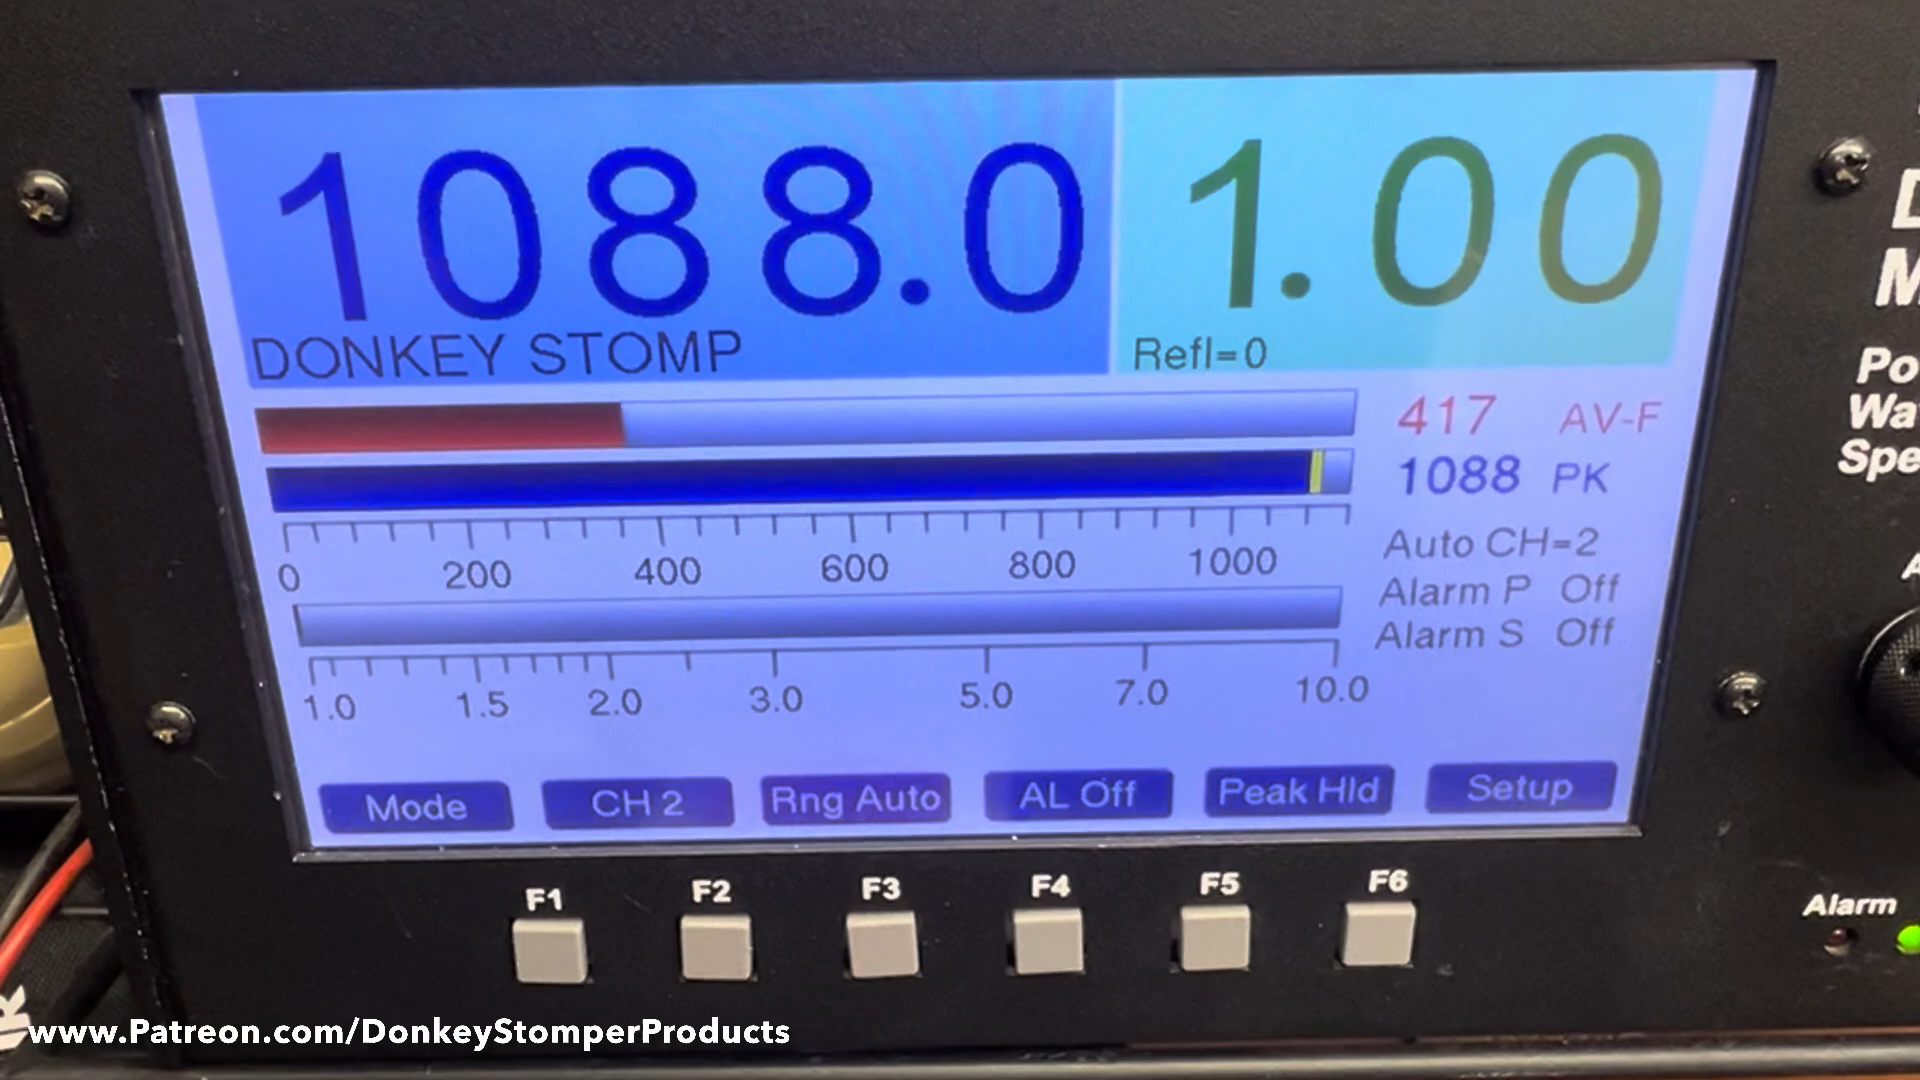 1088.0
1.00
DONKEY STOMP
Refl=0
417 AV-F
1088 PK
0 200 400 600 800 1000
Auto CH=2
Alarm P Off
Alarm S Off
1.0 1.5 2.0 3.0 5.0 7.0 10.0
Mode CH 2 Rng Auto AL Off Peak Hld Setup
F1 F2 F3 F4 F5 F6
Alarm
www.Patreon.com/DonkeyStomperProducts